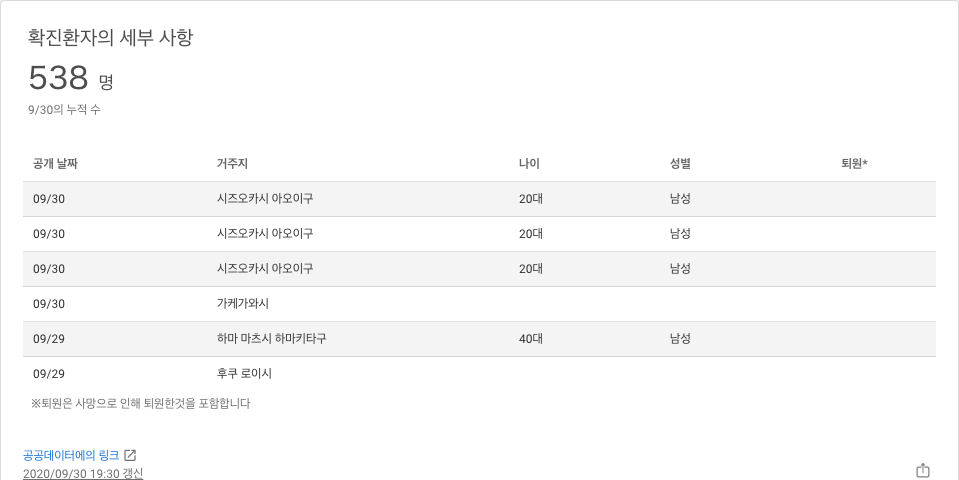 확진환자의 세부 사항
538 명
9/30의 누적 수
공개 날짜 거주지 나이 성별 퇴원*
09/30 시즈오카시 아오이구 20대 남성
09/30 시즈오카시 아오이구 20대 남성
09/30 시즈오카시 아오이구 20대 남성
09/30 가케가와시
09/29 하마 마츠시 하마키타구 40대 남성
09/29 후쿠 로이시
※퇴원은 사망으로 인해 퇴원한것을 포함합니다
공공데이터에의 링크
2020/09/30 19:30 갱신